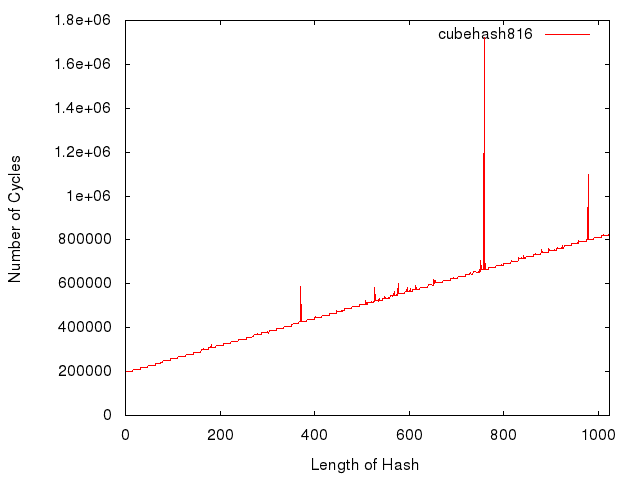 1.8e+06
cubehash816
1.6e+06
1.4e+06
1.2e+06
1e+06
800000
600000
400000
200000
0
Number of Cycles
0 200 400 600 800 1000
Length of Hash